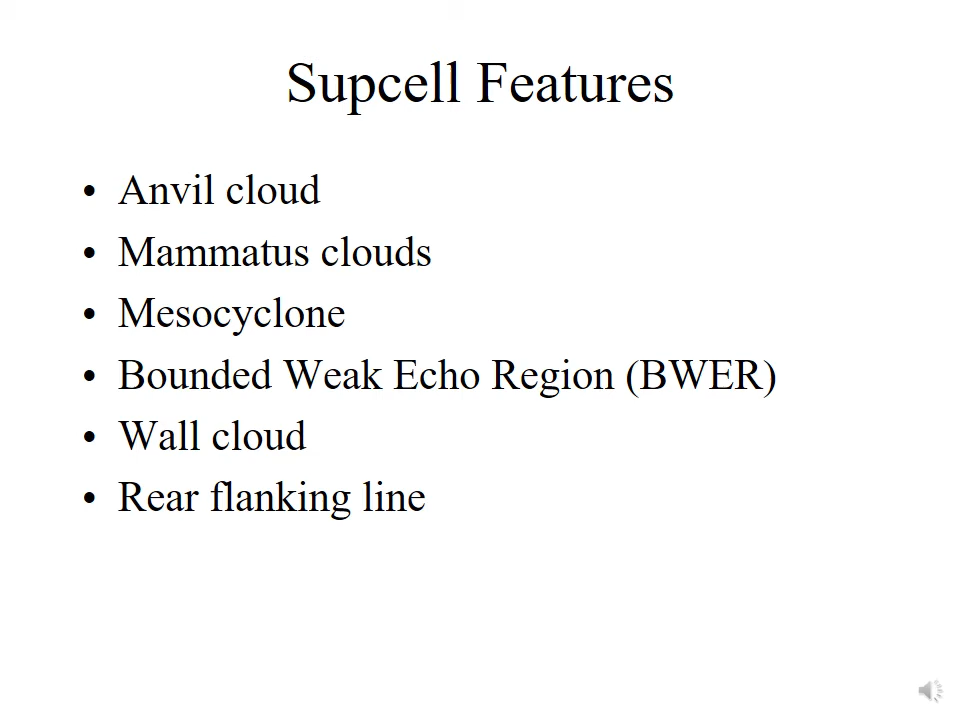 Supcell Features
• Anvil cloud
• Mammatus clouds
• Mesocyclone
• Bounded Weak Echo Region (BWER)
• Wall cloud
• Rear flanking line